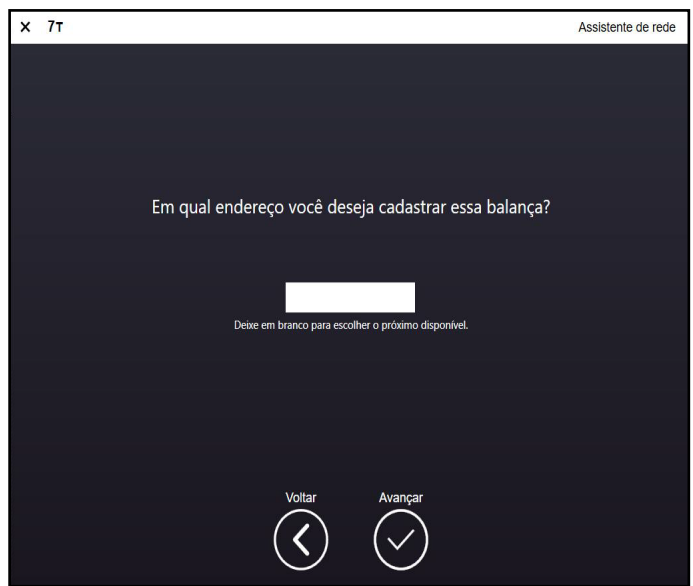 X 7T Assistente de rede
Em qual endereço você deseja cadastrar essa balança?
Deixe em branco para escolher o próximo disponível.
Voltar Avançar